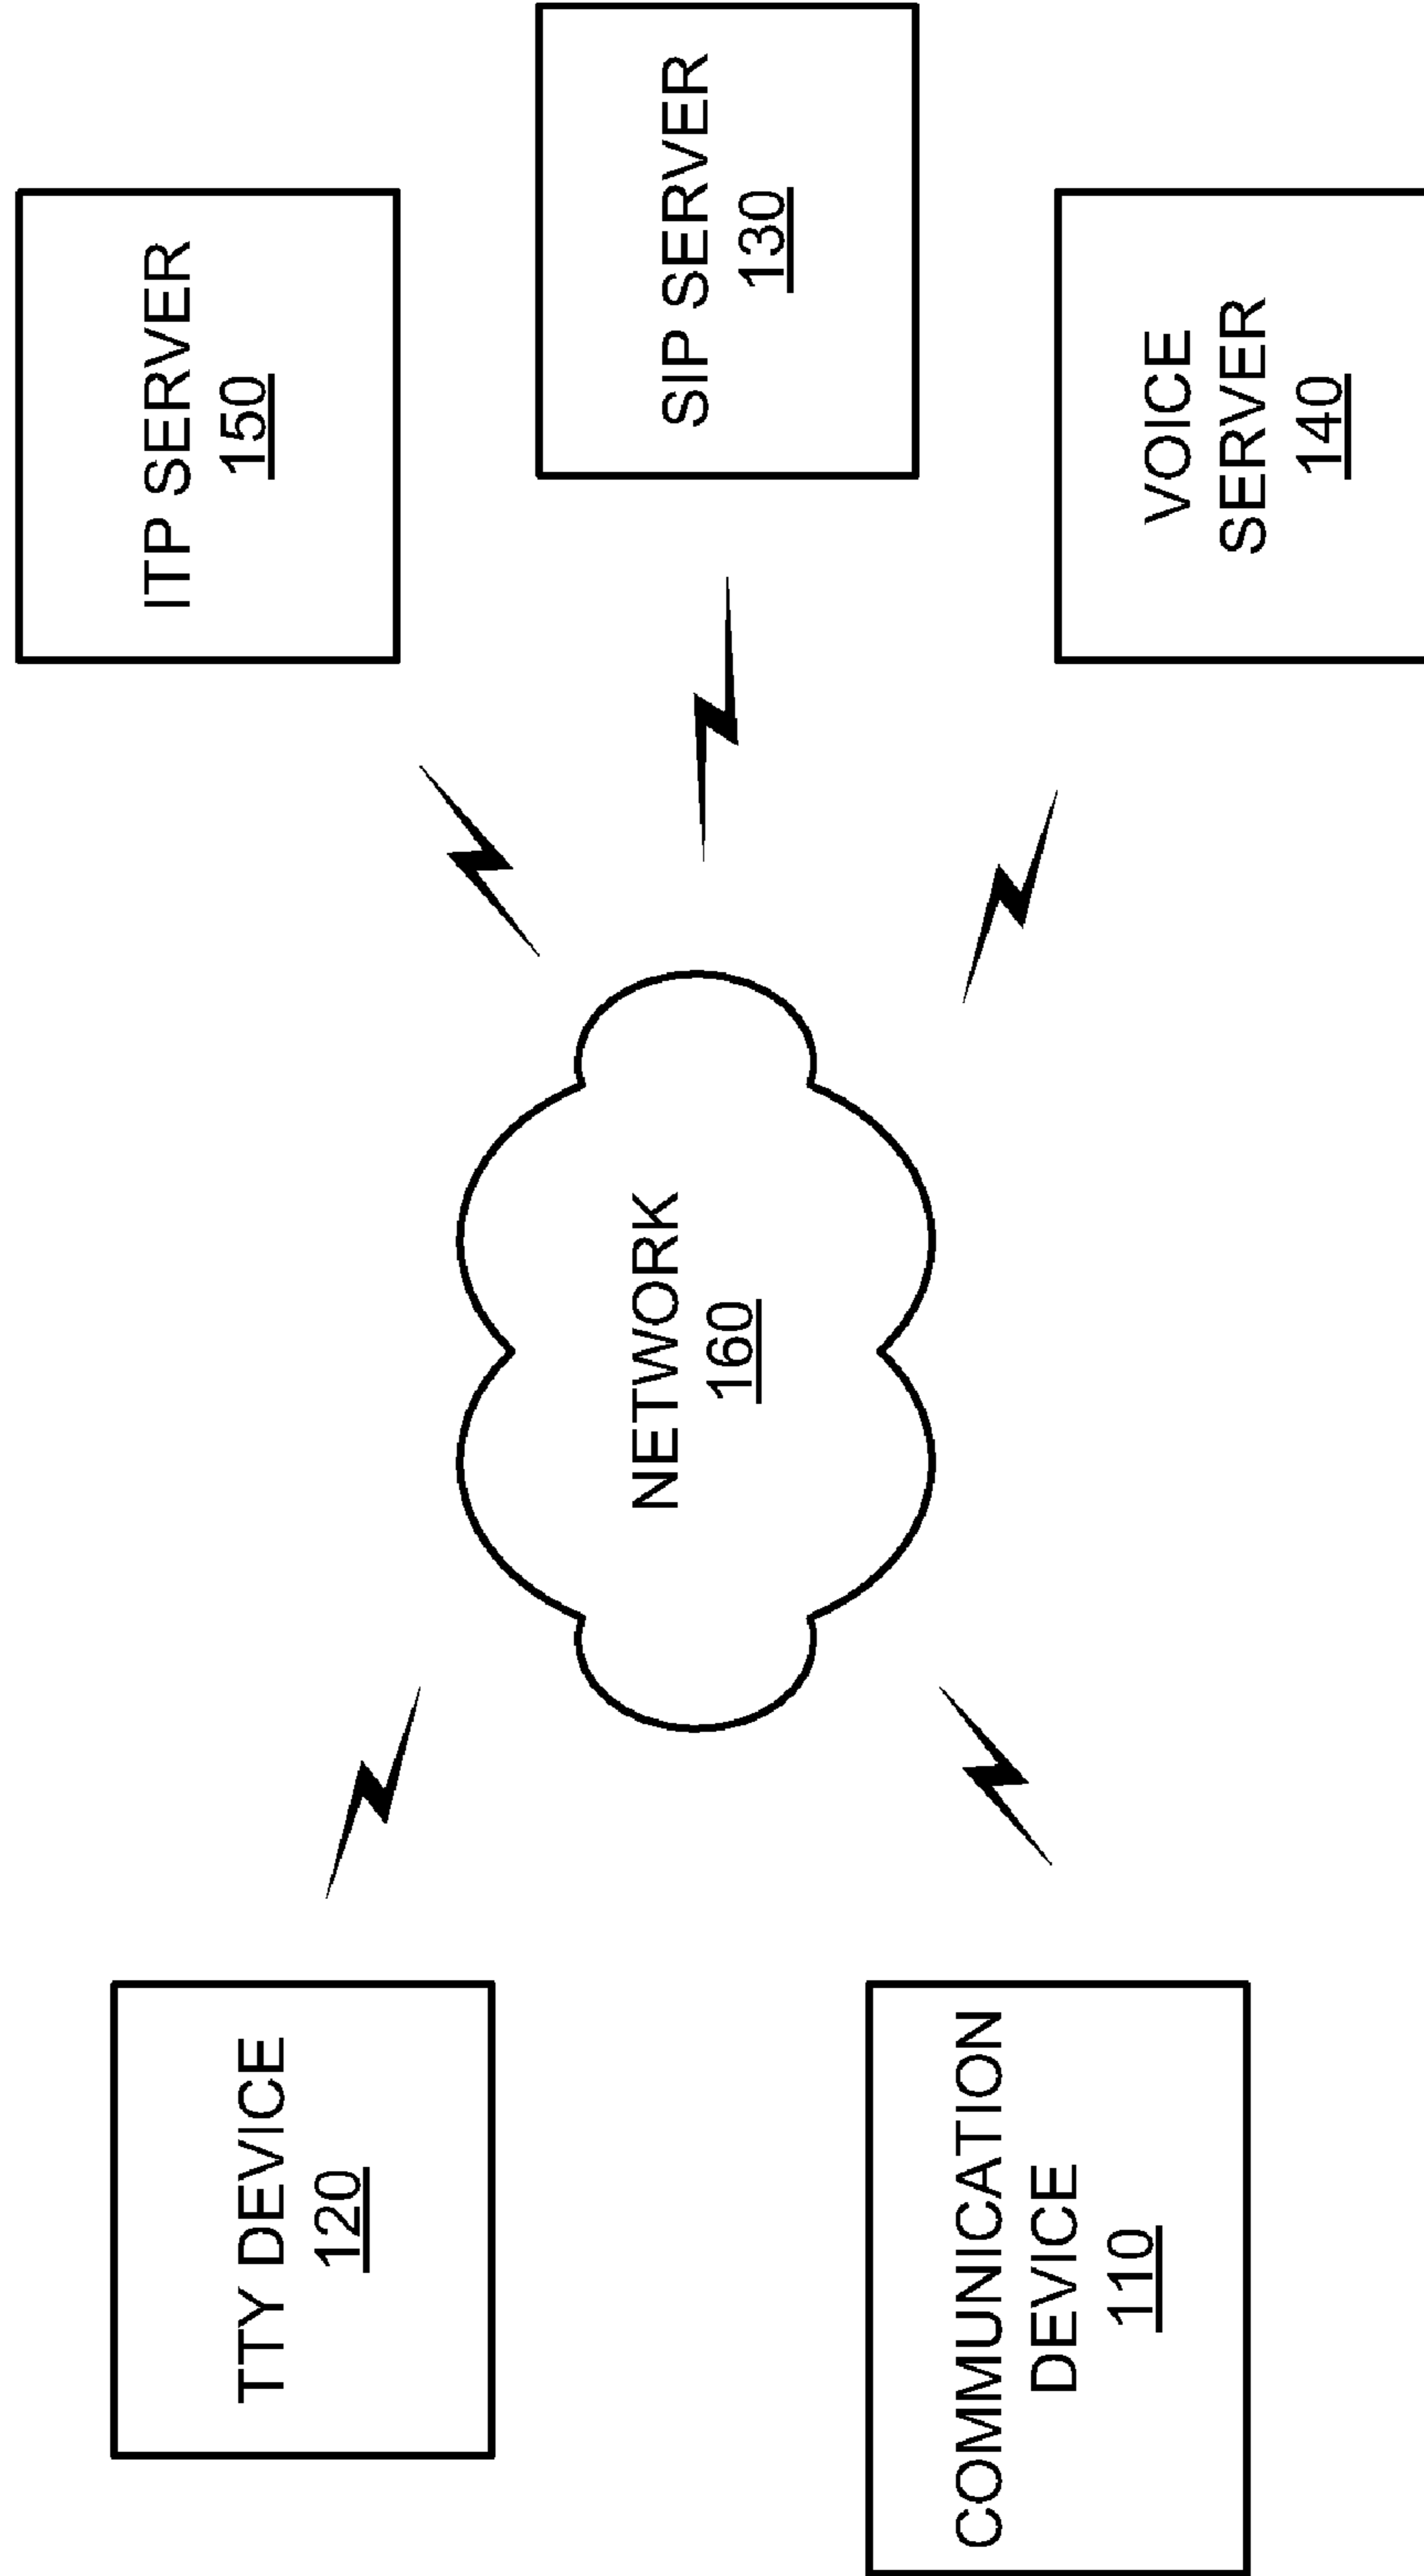 TTY DEVICE
120
COMMUNICATION
DEVICE
110
NETWORK
160
ITP SERVER
150
SIP SERVER
130
VOICE
SERVER
140